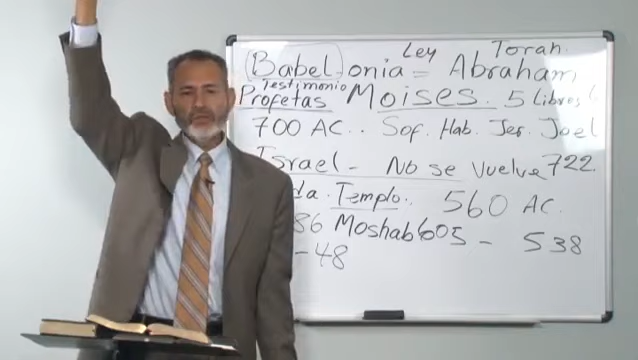 Ley Torah
(Babel)onia = Abraham
Testimonio
Profetas Moises. 5 Libros
700 AC.. Sof. Hab. Jer. Joel
Israel - No se vuelve 722
da Templo. 560 AC.
86 Moshab 605 - 538
-48